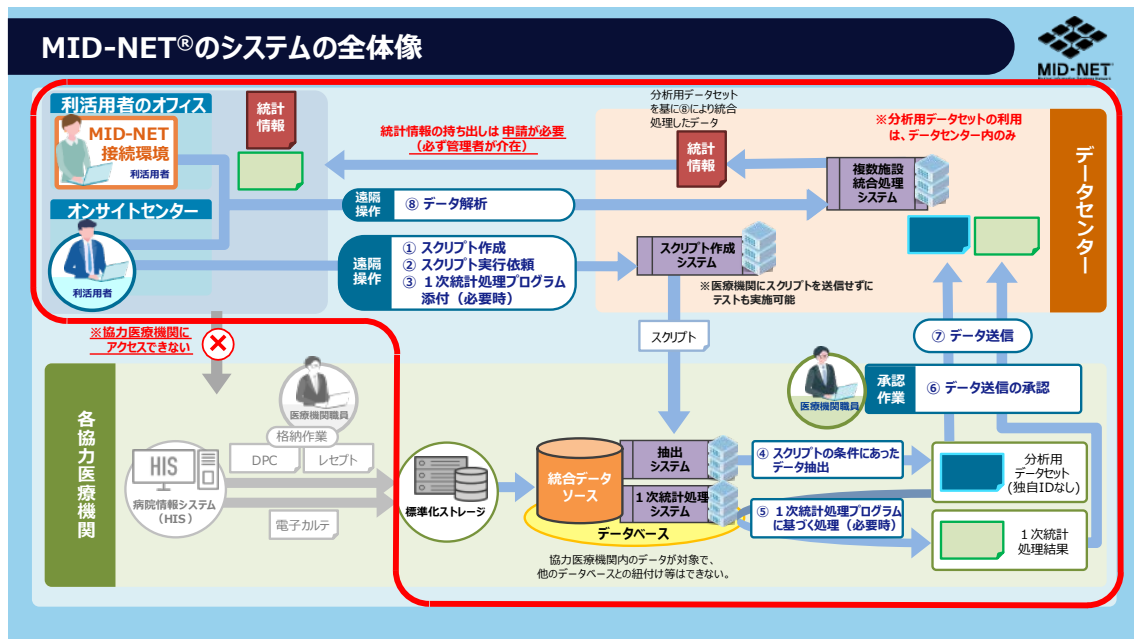 MID-NET®のシステムの全体像
MID-NET
利活用者のオフィス
MID-NET
接続環境
利活用者
統計
情報
オンサイトセンター
利活用者
統計情報の持ち出しは 申請が必要
（必ず管理者が介在）
分析用データセット
を基に⑧により統合
処理したデータ
統計
情報
※分析用データセットの利用
は、データセンター内のみ
複数施設
統合処理
システム
データセンター
遠隔
操作
⑧ データ解析
遠隔
操作
① スクリプト作成
② スクリプト実行依頼
③ １次統計処理プログラム
添付（必要時）
スクリプト作成
システム
※医療機関にスクリプトを送信せずに
テストも実施可能
※協力医療機関に
アクセスできない
スクリプト
⑦ データ送信
承認
作業
⑥ データ送信の承認
医療機関職員
各協力医療機関
医療機関職員
格納作業
DPC
レセプト
HIS
病院情報システム
（HIS）
電子カルテ
標準化ストレージ
統合データ
ソース
抽出
システム
１次統計処理
システム
データベース
④ スクリプトの条件にあった
データ抽出
⑤ １次統計処理プログラム
に基づく処理（必要時）
分析用
データセット
(独自IDなし)
１次統計
処理結果
協力医療機関内のデータが対象で、
他のデータベースとの紐付け等はできない。